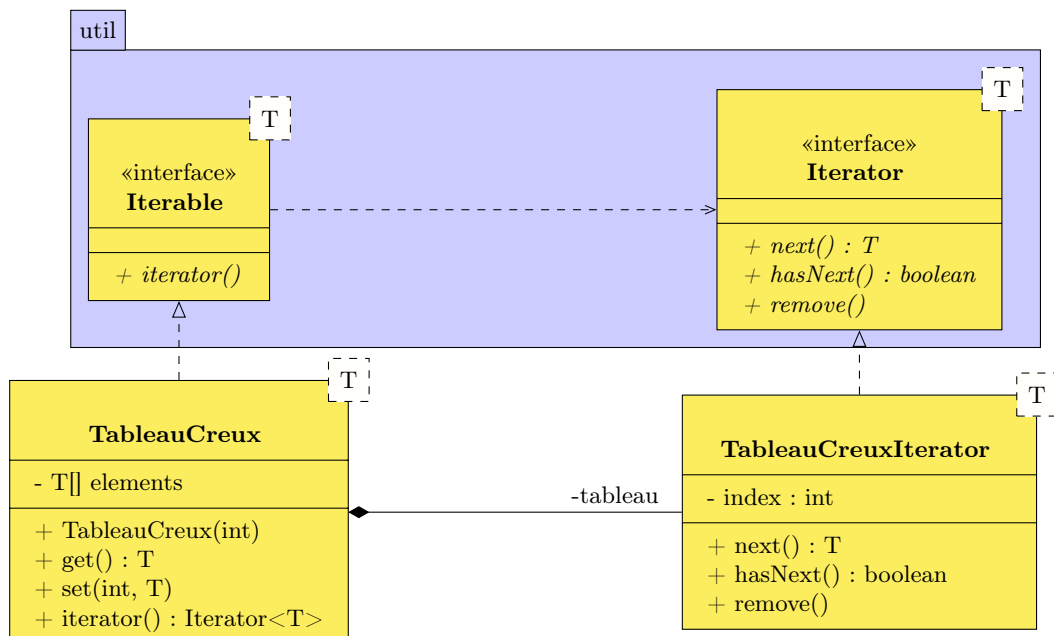 util
T
«interface»
Iterable
+ iterator()
T
«interface»
Iterator
+ next() : T
+ hasNext() : boolean
+ remove()
T
TableauCreux
- T[] elements
+ TableauCreux(int)
+ get() : T
+ set(int, T)
+ iterator() : Iterator<T>
-tableau
T
TableauCreuxIterator
- index : int
+ next() : T
+ hasNext() : boolean
+ remove()